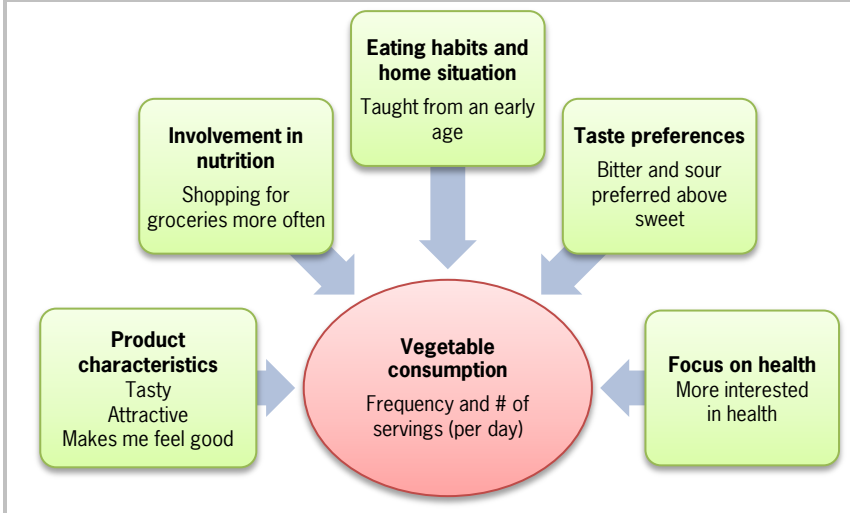 Eating habits and
home situation
Taught from an early
age
Involvement in
nutrition
Shopping for
groceries more often
Taste preferences
Bitter and sour
preferred above
sweet
Product
characteristics
Tasty
Attractive
Makes me feel good
Vegetable
consumption
Frequency and # of
servings (per day)
Focus on health
More interested
in health